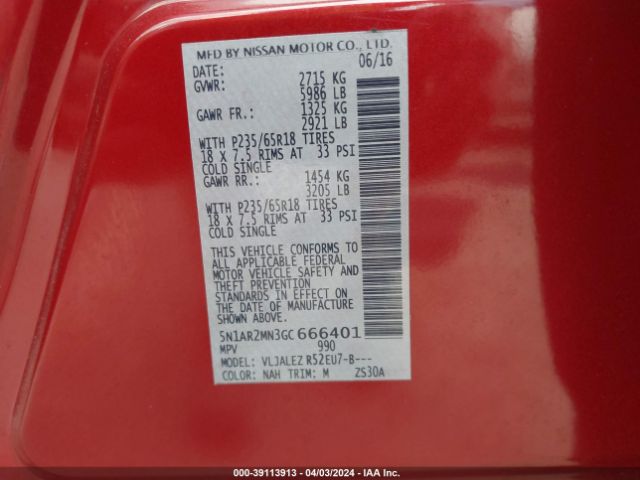 MFD BY NISSAN MOTOR CO., LTD.
DATE: 06/16
GVWR: 2715 KG
5986 LB
GAWR FR.: 1325 KG
2921 LB
WITH P235/65R18 TIRES
18 X 7.5 RIMS AT 33 PSI
COLD SINGLE
GAWR RR.: 1454 KG
3205 LB
WITH P235/65R18 TIRES
18 X 7.5 RIMS AT 33 PSI
COLD SINGLE
THIS VEHICLE CONFORMS TO
ALL APPLICABLE FEDERAL
MOTOR VEHICLE SAFETY AND
THEFT PREVENTION
STANDARDS IN EFFECT ON
THE DATE OF MANUFACTURE
SHOWN ABOVE.
5N1AR2MN3GC666401
MPV 990
MODEL: VLJALEZ R52EU7-B---
COLOR: NAH TRIM: M ZS30A
000-39113913 - 04/03/2024 - IAA Inc.